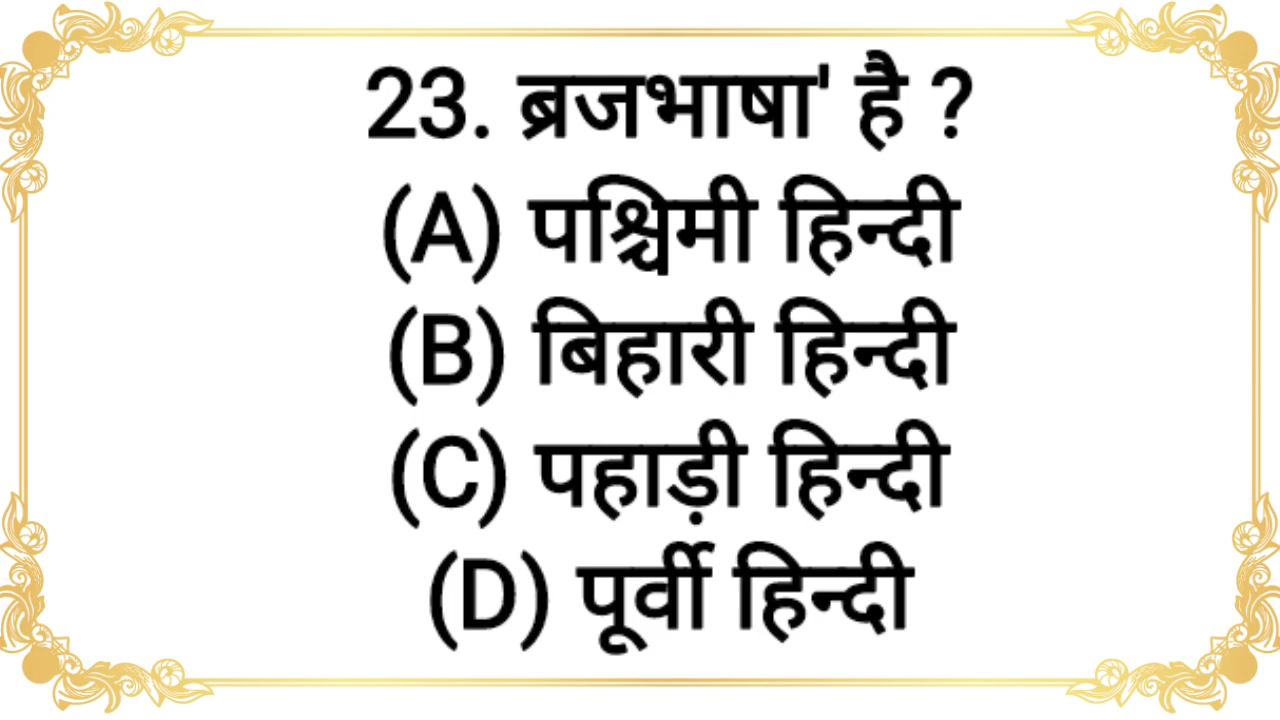 23. ब्रजभाषा' है ?
(A) पश्चिमी हिन्दी
(B) बिहारी हिन्दी
(C) पहाड़ी हिन्दी
(D) पूर्वी हिन्दी